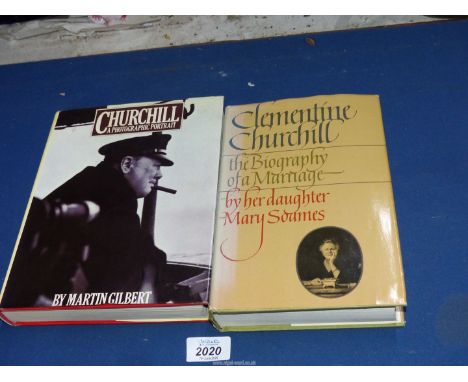 CHURCHILL
A PHOTOGRAPHIC PORTRAIT
BY MARTIN GILBERT
Clementine
Churchill
the Biography
of a Marriage
by her daughter
Mary Soames
2020